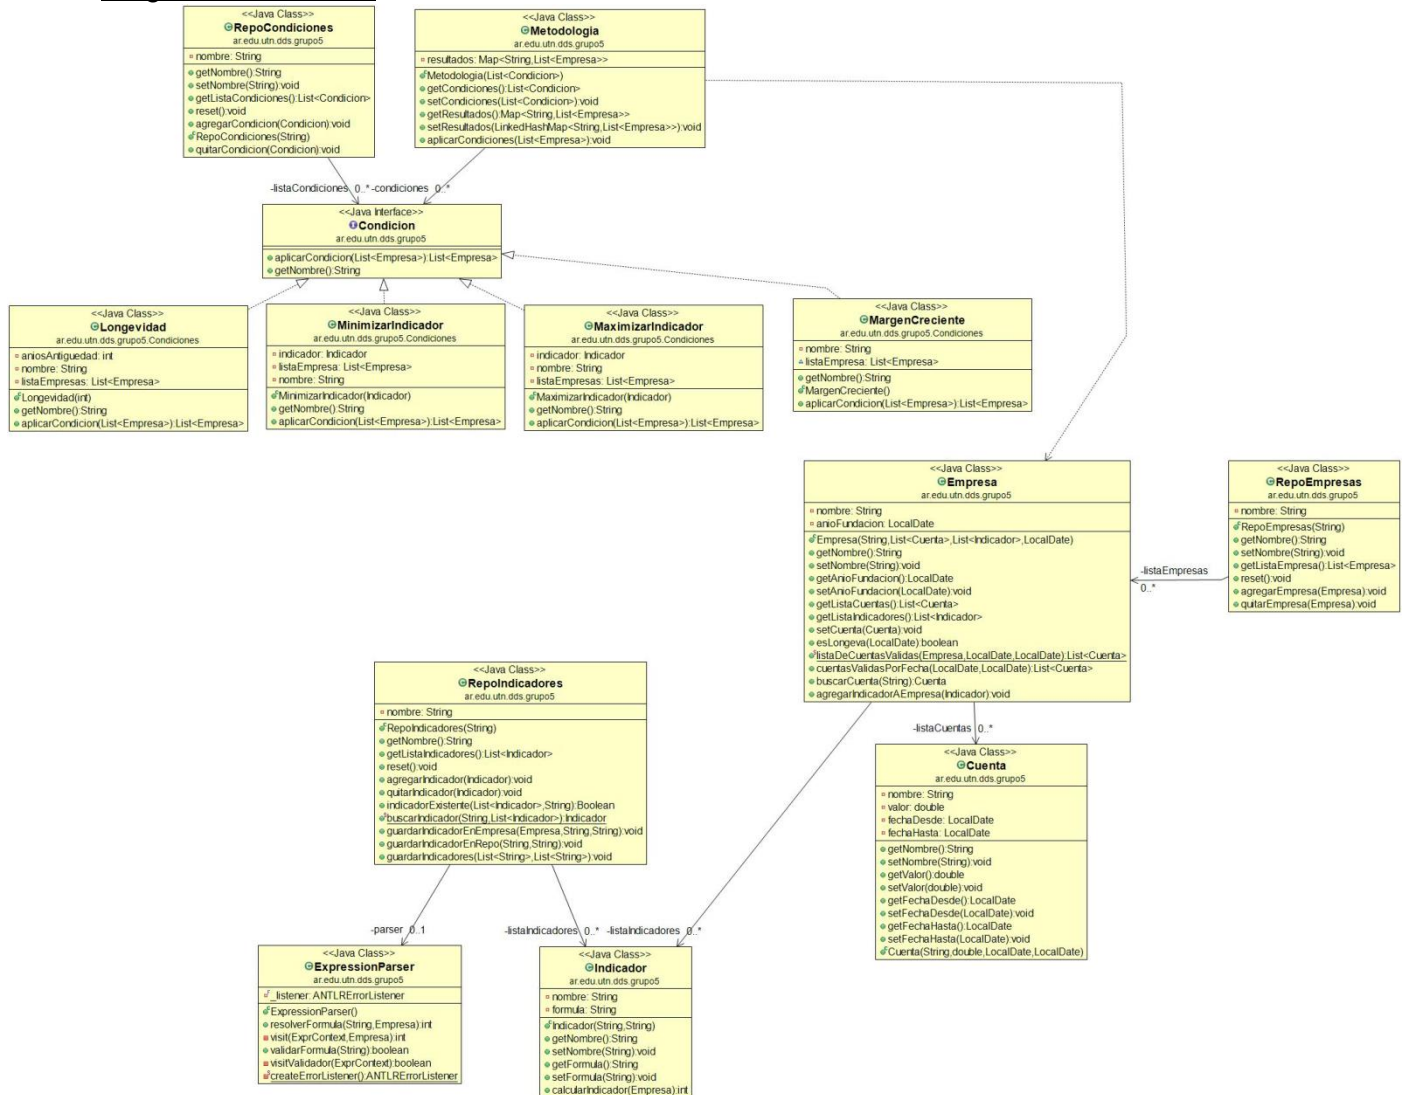 <<Java Class>>
RepoCondiciones
ar.edu.utn.dds.grupo5
nombre: String
getNombre():String
setNombre(String):void
getListaCondiciones():List<Condicion>
reset():void
agregarCondicion(Condicion):void
RepoCondiciones(String)
quitarCondicion(Condicion):void
<<Java Class>>
Metodologia
ar.edu.utn.dds.grupo5
resultados: Map<String,List<Empresa>>
Metodologia(List<Condicion>)
getCondiciones():List<Condicion>
setCondiciones(List<Condicion>):void
getResultados():Map<String,List<Empresa>>
setResultados(LinkedHashMap<String,List<Empresa>>):void
aplicarCondiciones(List<Empresa>):void
-listaCondiciones 0..* -condiciones 0..*
<<Java Interface>>
Condicion
ar.edu.utn.dds.grupo5
aplicarCondicion(List<Empresa>):List<Empresa>
getNombre():String
<<Java Class>>
Longevidad
ar.edu.utn.dds.grupo5.Condiciones
aniosAntiguedad: int
nombre: String
listaEmpresas: List<Empresa>
Longevidad(int)
getNombre():String
aplicarCondicion(List<Empresa>):List<Empresa>
<<Java Class>>
MinimizarIndicador
ar.edu.utn.dds.grupo5.Condiciones
indicador: Indicador
listaEmpresa: List<Empresa>
nombre: String
MinimizarIndicador(Indicador)
getNombre():String
aplicarCondicion(List<Empresa>):List<Empresa>
<<Java Class>>
MaximizarIndicador
ar.edu.utn.dds.grupo5.Condiciones
indicador: Indicador
nombre: String
listaEmpresas: List<Empresa>
MaximizarIndicador(Indicador)
getNombre():String
aplicarCondicion(List<Empresa>):List<Empresa>
<<Java Class>>
MargenCreciente
ar.edu.utn.dds.grupo5.Condiciones
nombre: String
listaEmpresa: List<Empresa>
getNombre():String
MargenCreciente()
aplicarCondicion(List<Empresa>):List<Empresa>
<<Java Class>>
Empresa
ar.edu.utn.dds.grupo5
nombre: String
anioFundacion: LocalDate
Empresa(String,List<Cuenta>,List<Indicador>,LocalDate)
getNombre():String
setNombre(String):void
getAnioFundacion():LocalDate
setAnioFundacion(LocalDate):void
getListaCuentas():List<Cuenta>
getListaIndicadores():List<Indicador>
setCuenta(Cuenta):void
esLongeva(LocalDate):boolean
listaDeCuentasValidas(Empresa,LocalDate,LocalDate):List<Cuenta>
cuentasValidasPorFecha(LocalDate,LocalDate):List<Cuenta>
buscarCuenta(String):Cuenta
agregarIndicadorAEmpresa(Indicador):void
<<Java Class>>
RepoEmpresas
ar.edu.utn.dds.grupo5
nombre: String
RepoEmpresas(String)
getNombre():String
setNombre(String):void
getListaEmpresa():List<Empresa>
reset():void
agregarEmpresa(Empresa):void
quitarEmpresa(Empresa):void
-listaEmpresas
0..*
<<Java Class>>
RepoIndicadores
ar.edu.utn.dds.grupo5
nombre: String
RepoIndicadores(String)
getNombre():String
getListaIndicadores():List<Indicador>
reset():void
agregarIndicador(Indicador):void
quitarIndicador(Indicador):void
indicadorExistente(List<Indicador>,String):Boolean
buscarIndicador(String,List<Indicador>):Indicador
guardarIndicadorEnEmpresa(Empresa,String,String):void
guardarIndicadorEnRepo(String,String):void
guardarIndicadores(List<String>,List<String>):void
-listaCuentas 0..*
<<Java Class>>
Cuenta
ar.edu.utn.dds.grupo5
nombre: String
valor: double
fechaDesde: LocalDate
fechaHasta: LocalDate
getNombre():String
setNombre(String):void
getValor():double
setValor(double):void
getFechaDesde():LocalDate
setFechaDesde(LocalDate):void
getFechaHasta():LocalDate
setFechaHasta(LocalDate):void
Cuenta(String,double,LocalDate,LocalDate)
-parser 0..1
-listaIndicadores 0..* -listaIndicadores 0..*
<<Java Class>>
ExpressionParser
ar.edu.utn.dds.grupo5
_listener: ANTLRErrorListener
ExpressionParser()
resolverFormula(String,Empresa):int
visit(ExprContext,Empresa):int
validarFormula(String):boolean
visitValidador(ExprContext):boolean
createErrorListener():ANTLRErrorListener
<<Java Class>>
Indicador
ar.edu.utn.dds.grupo5
nombre: String
formula: String
Indicador(String,String)
getNombre():String
setNombre(String):void
getFormula():String
setFormula(String):void
calcularIndicador(Empresa):int